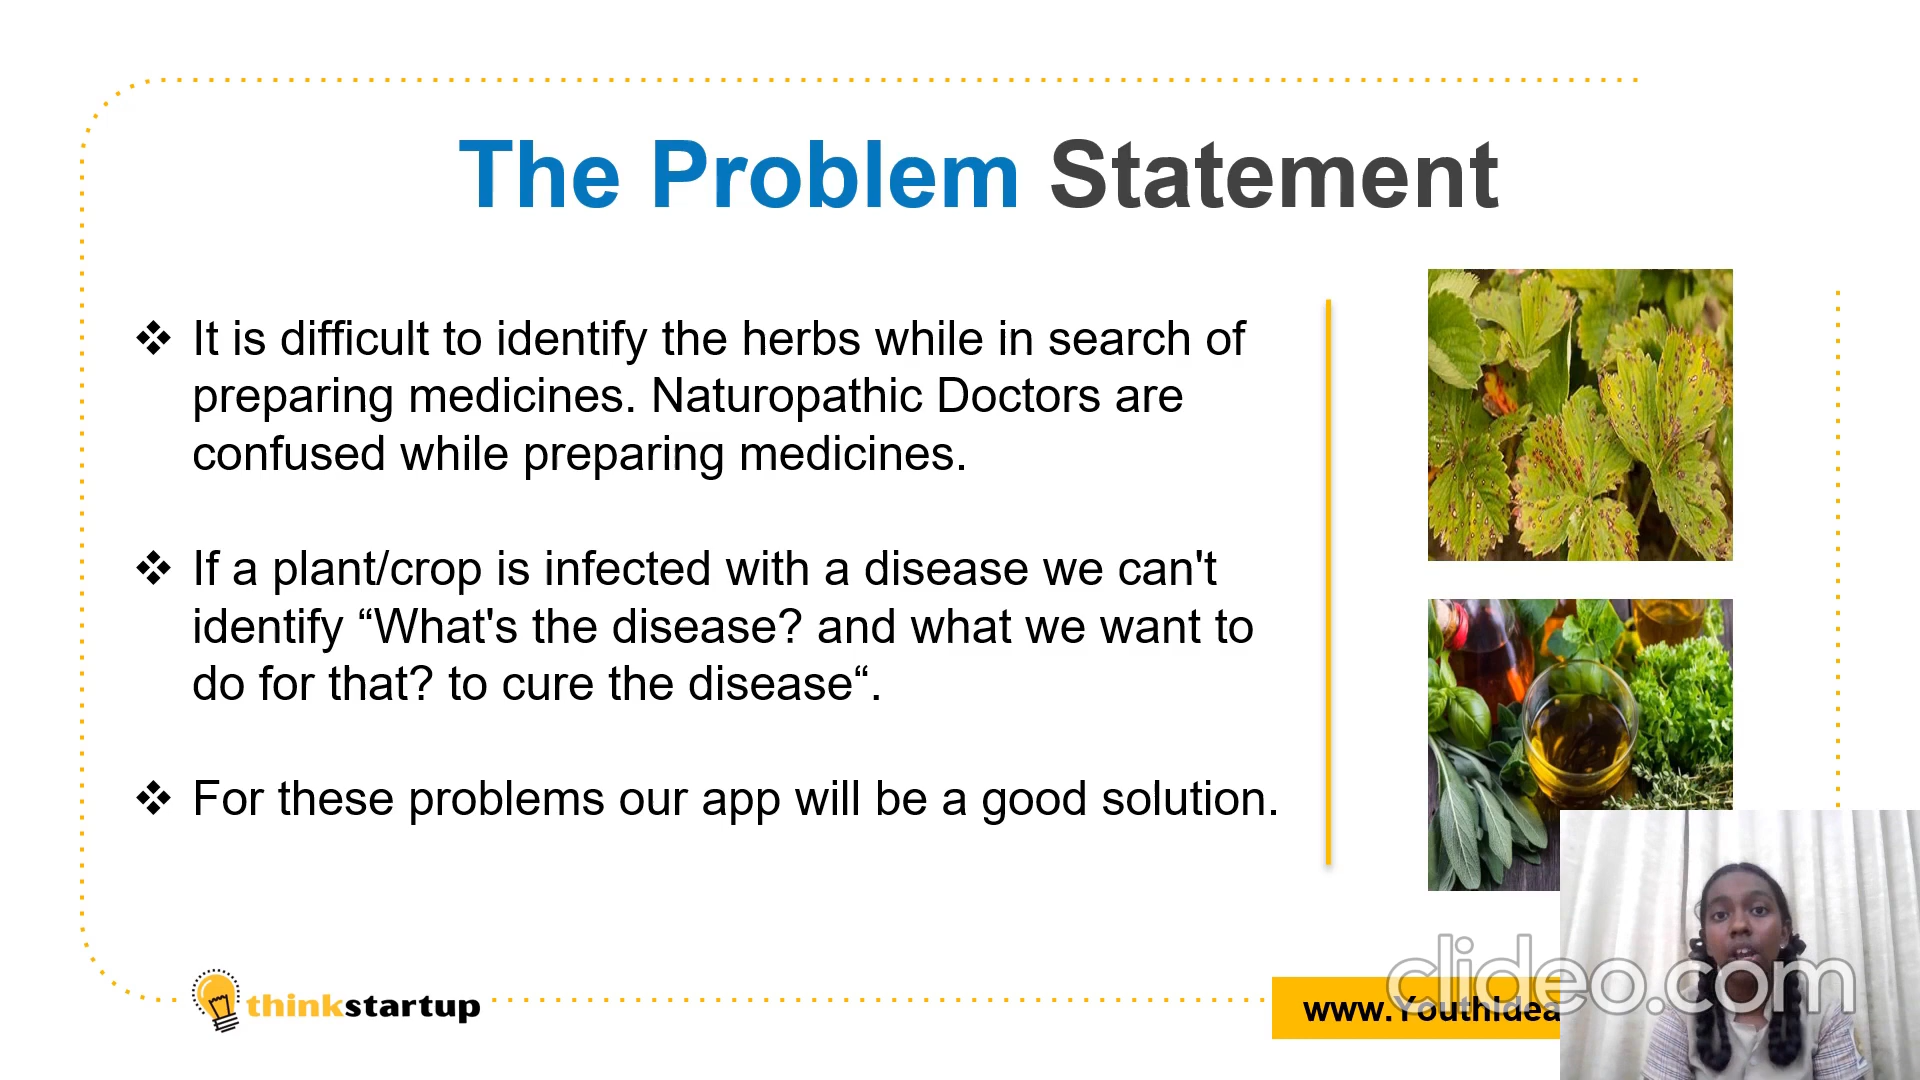 The Problem Statement
❖ It is difficult to identify the herbs while in search of
preparing medicines. Naturopathic Doctors are
confused while preparing medicines.
❖ If a plant/crop is infected with a disease we can't
identify “What's the disease? and what we want to
do for that? to cure the disease“.
❖ For these problems our app will be a good solution.
thinkstartup
www.YouthIdea
clideo.com